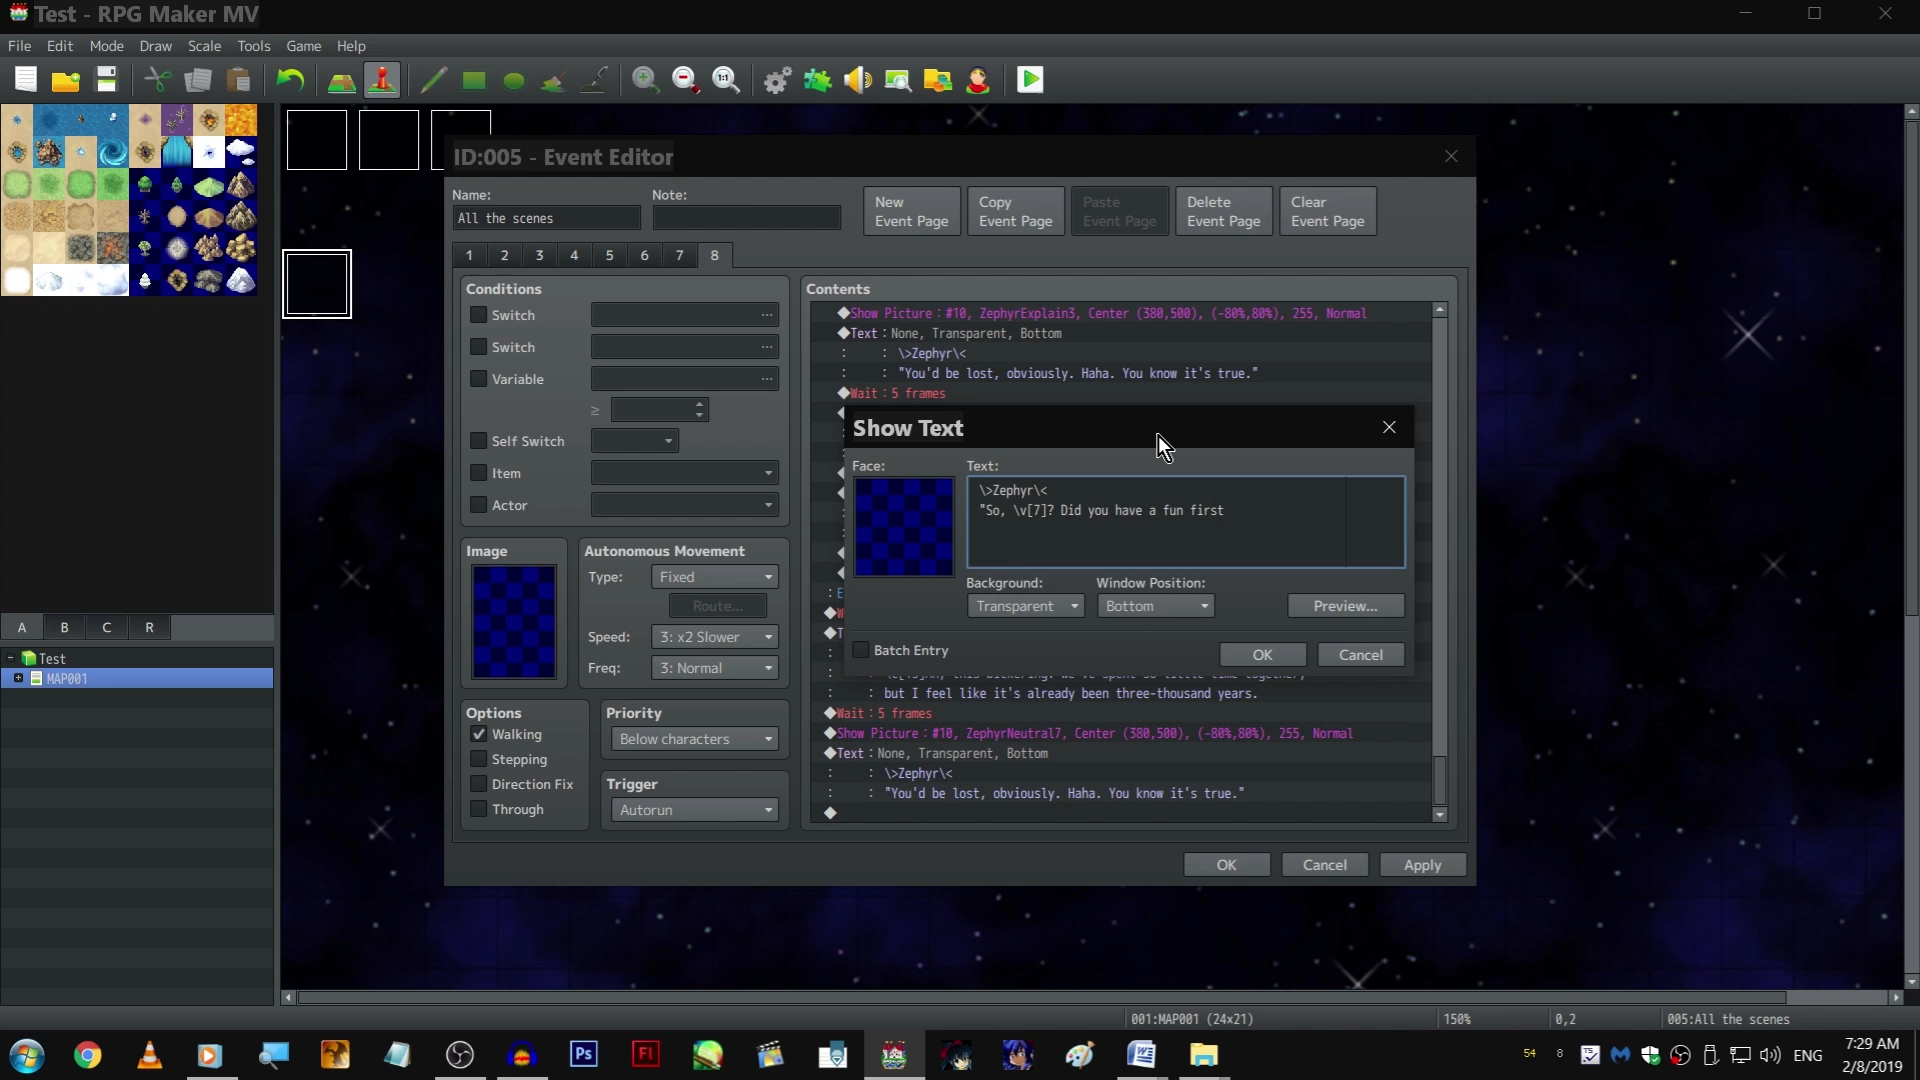 Test - RPG Maker MV
File Edit Mode Draw Scale Tools Game Help
1:1
ID:005 - Event Editor
Name:
Note:
All the scenes
New
Event Page
Copy
Event Page
Paste
Event Page
Delete
Event Page
Clear
Event Page
1 2 3 4 5 6 7 8
Conditions
Switch ...
Switch ...
Variable ...
≥
Self Switch
Item
Actor
Image
Autonomous Movement
Type: Fixed
Route...
Speed: 3: x2 Slower
Freq: 3: Normal
Options
Walking
Stepping
Direction Fix
Through
Priority
Below characters
Trigger
Autorun
Contents
◆Show Picture : #10, ZephyrExplain3, Center (380,500), (-80%,80%), 255, Normal
◆Text : None, Transparent, Bottom
: : \>Zephyr\<
: : "You'd be lost, obviously. Haha. You know it's true."
◆Wait : 5 frames
Show Text
Face:
Text:
\>Zephyr\<
"So, \v[7]? Did you have a fun first
Background:
Transparent
Window Position:
Bottom
Preview...
Batch Entry
OK
Cancel
: : but I feel like it's already been three-thousand years.
◆Wait : 5 frames
◆Show Picture : #10, ZephyrNeutral7, Center (380,500), (-80%,80%), 255, Normal
◆Text : None, Transparent, Bottom
: : \>Zephyr\<
: : "You'd be lost, obviously. Haha. You know it's true."
◆
OK
Cancel
Apply
A B C R
Test
MAP001
001:MAP001 (24x21)
150%
0,2
005:All the scenes
Ps
Fl
54
8
ENG
7:29 AM
2/8/2019